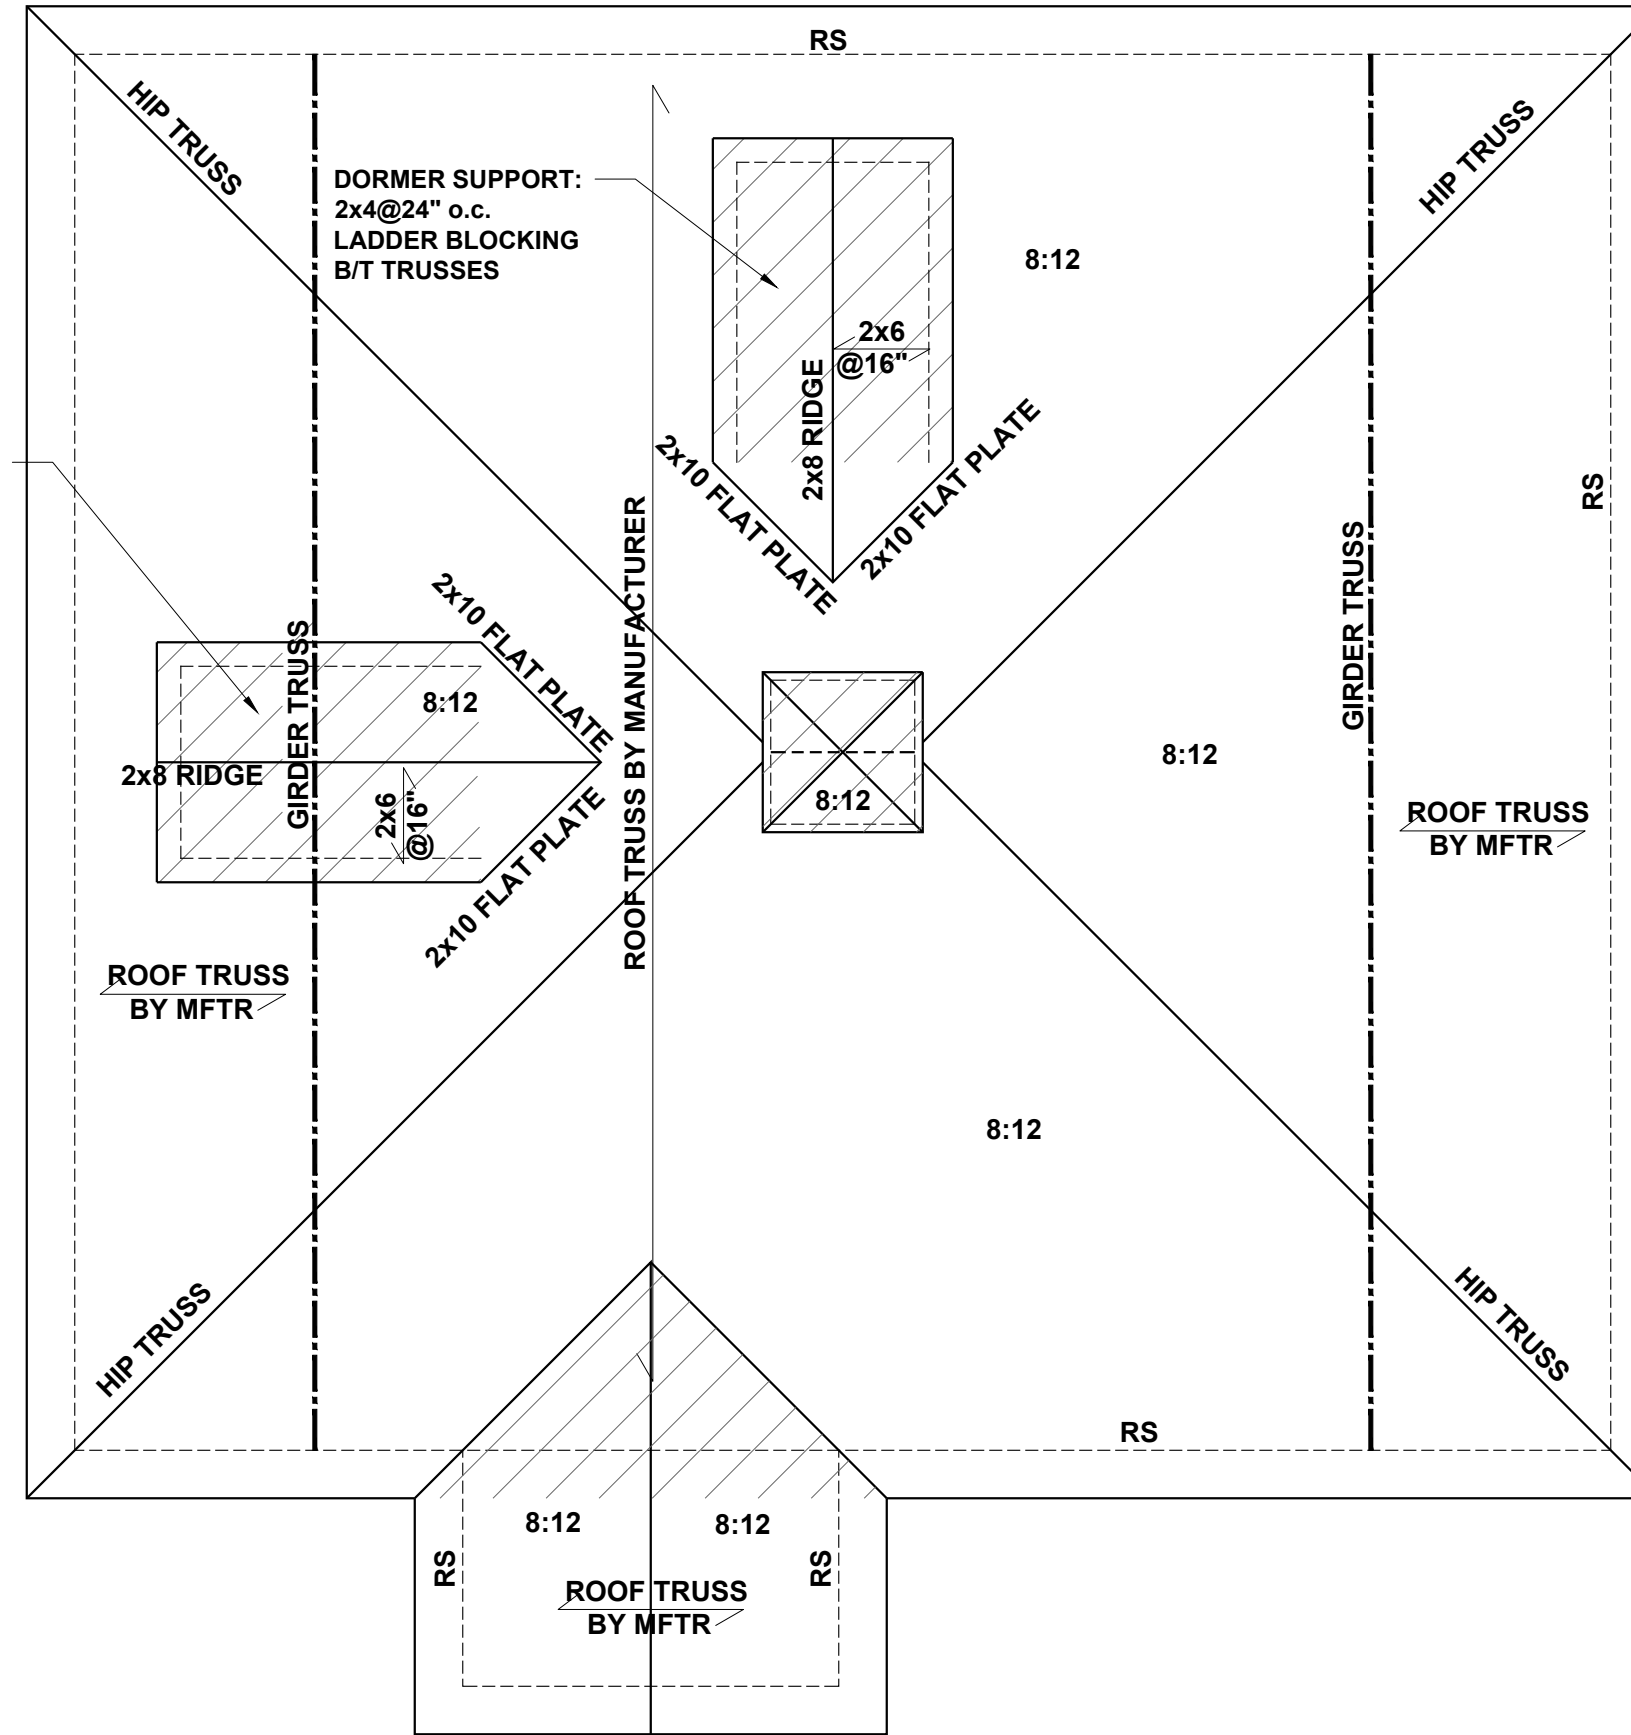 RS
HIP TRUSS
HIP TRUSS
DORMER SUPPORT:
2x4@24" o.c.
LADDER BLOCKING
B/T TRUSSES
8:12
2x6
@16"
2x8 RIDGE
2x10 FLAT PLATE
2x10 FLAT PLATE
RS
ROOF TRUSS BY MANUFACTURER
GIRDER TRUSS
GIRDER TRUSS
2x10 FLAT PLATE
8:12
2x8 RIDGE
2x6
@16"
2x10 FLAT PLATE
8:12
8:12
ROOF TRUSS
BY MFTR
ROOF TRUSS
BY MFTR
8:12
HIP TRUSS
HIP TRUSS
RS
8:12
8:12
RS
RS
ROOF TRUSS
BY MFTR